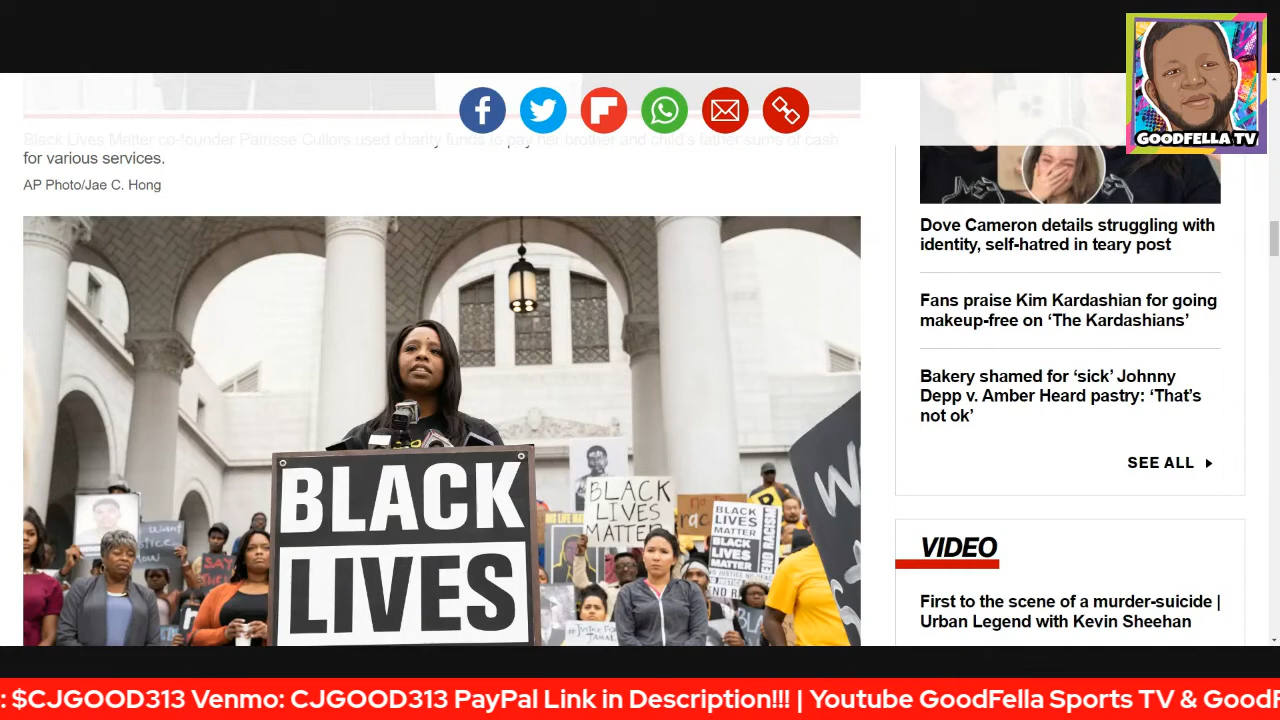 GOODFELLA TV
Black Lives Matter co-founder Patrisse Cullors used charity funds to pay her brother and child's father sums of cash
for various services.
AP Photo/Jae C. Hong
BLACK
LIVES
BLACK
LIVES
MATTER
BLACK
LIVES
MATTER
BLACK
LIVES
MATTER
END RACISM
Dove Cameron details struggling with
identity, self-hatred in teary post
Fans praise Kim Kardashian for going
makeup-free on ‘The Kardashians’
Bakery shamed for ‘sick’ Johnny
Depp v. Amber Heard pastry: ‘That’s
not ok’
SEE ALL
VIDEO
First to the scene of a murder-suicide |
Urban Legend with Kevin Sheehan
: $CJGOOD313 Venmo: CJGOOD313 PayPal Link in Description!!! | Youtube GoodFella Sports TV & GoodF